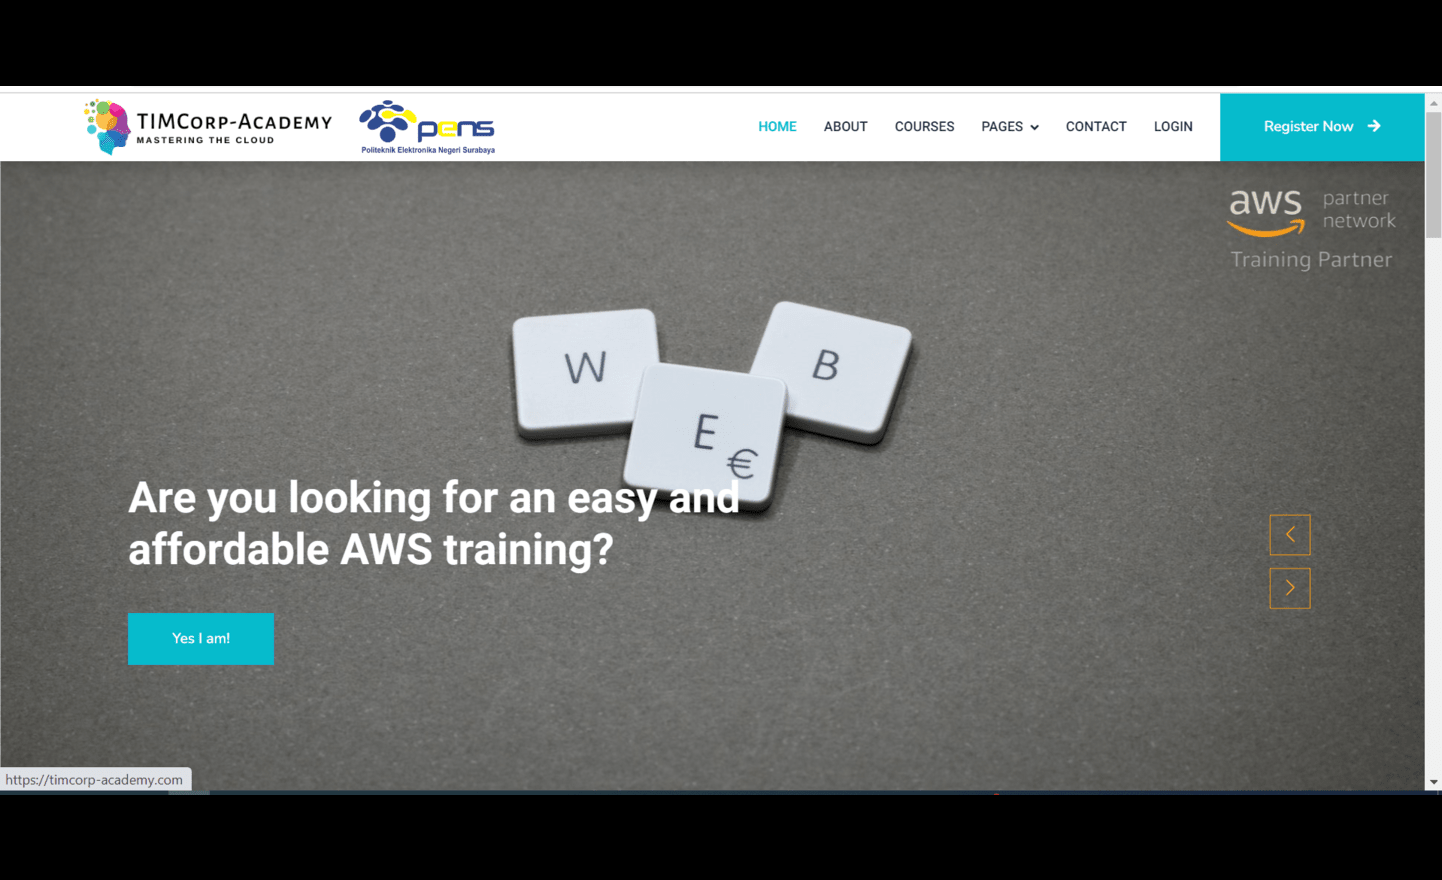 TIMCORP-ACADEMY
MASTERING THE CLOUD
pens
Politeknik Elektronika Negeri Surabaya
HOME ABOUT COURSES PAGES CONTACT LOGIN Register Now
aws partner network
Training Partner
W
B
E
€
Are you looking for an easy and
affordable AWS training?
Yes I am!
https://timcorp-academy.com